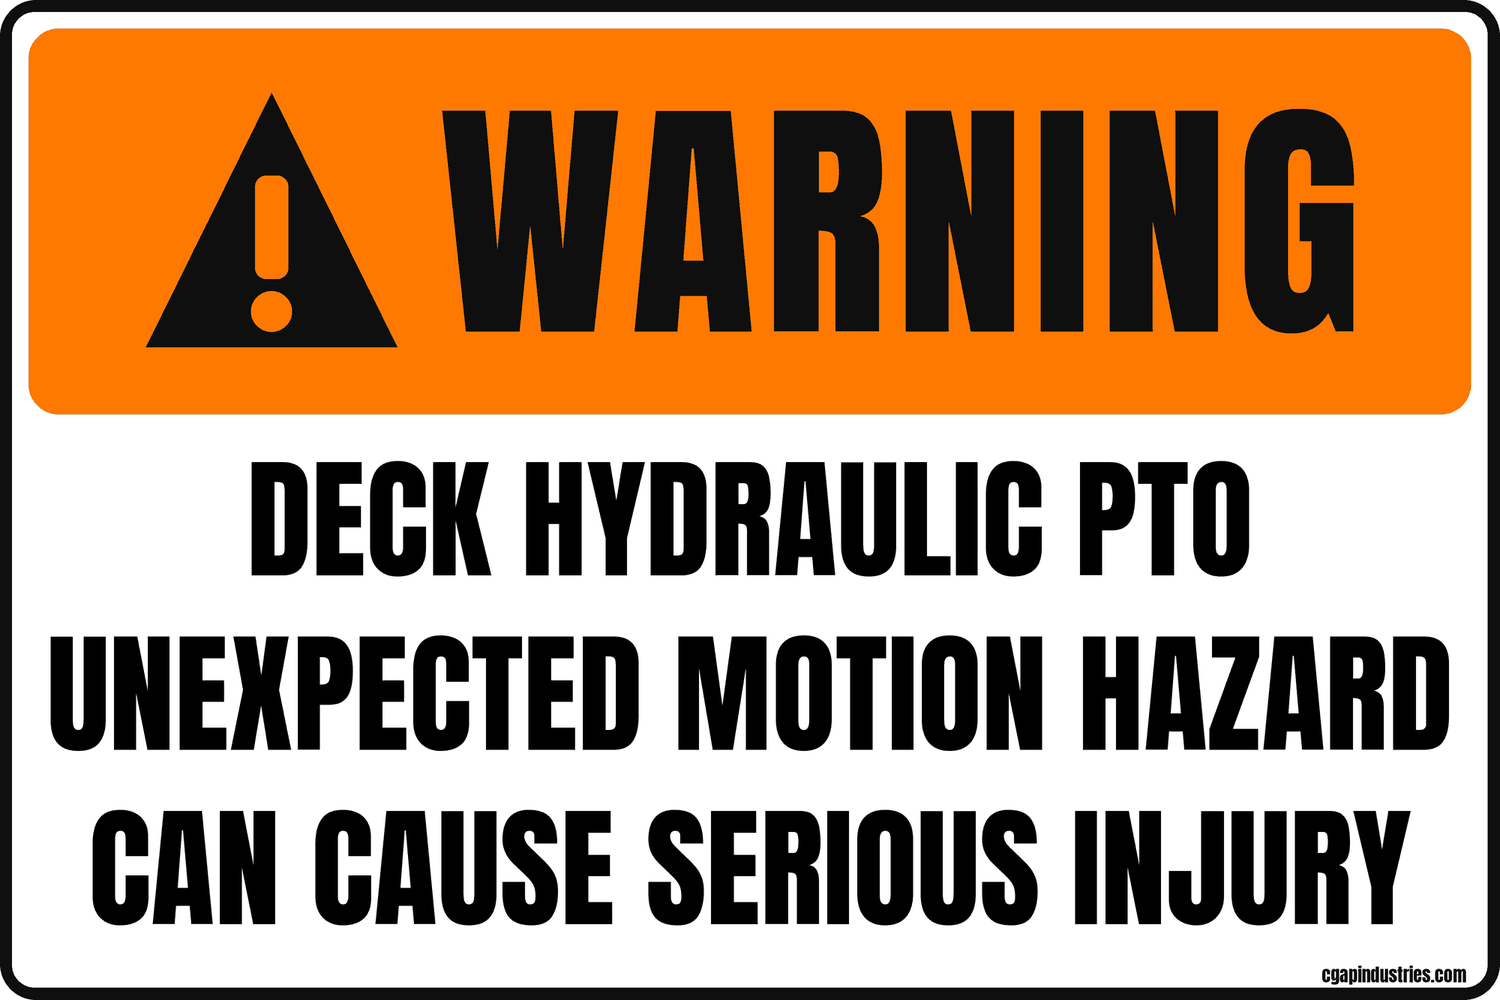 WARNING
DECK HYDRAULIC PTO
UNEXPECTED MOTION HAZARD
CAN CAUSE SERIOUS INJURY
cgapindustries.com